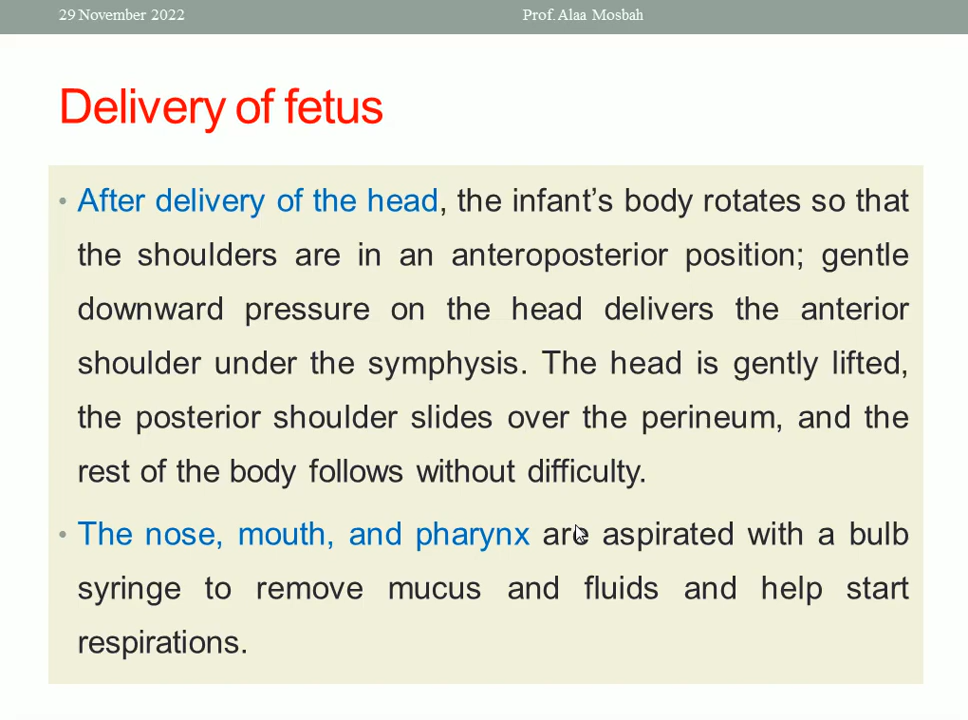 29 November 2022
Prof. Alaa Mosbah
Delivery of fetus
• After delivery of the head, the infant’s body rotates so that
the shoulders are in an anteroposterior position; gentle
downward pressure on the head delivers the anterior
shoulder under the symphysis. The head is gently lifted,
the posterior shoulder slides over the perineum, and the
rest of the body follows without difficulty.
• The nose, mouth, and pharynx are aspirated with a bulb
syringe to remove mucus and fluids and help start
respirations.